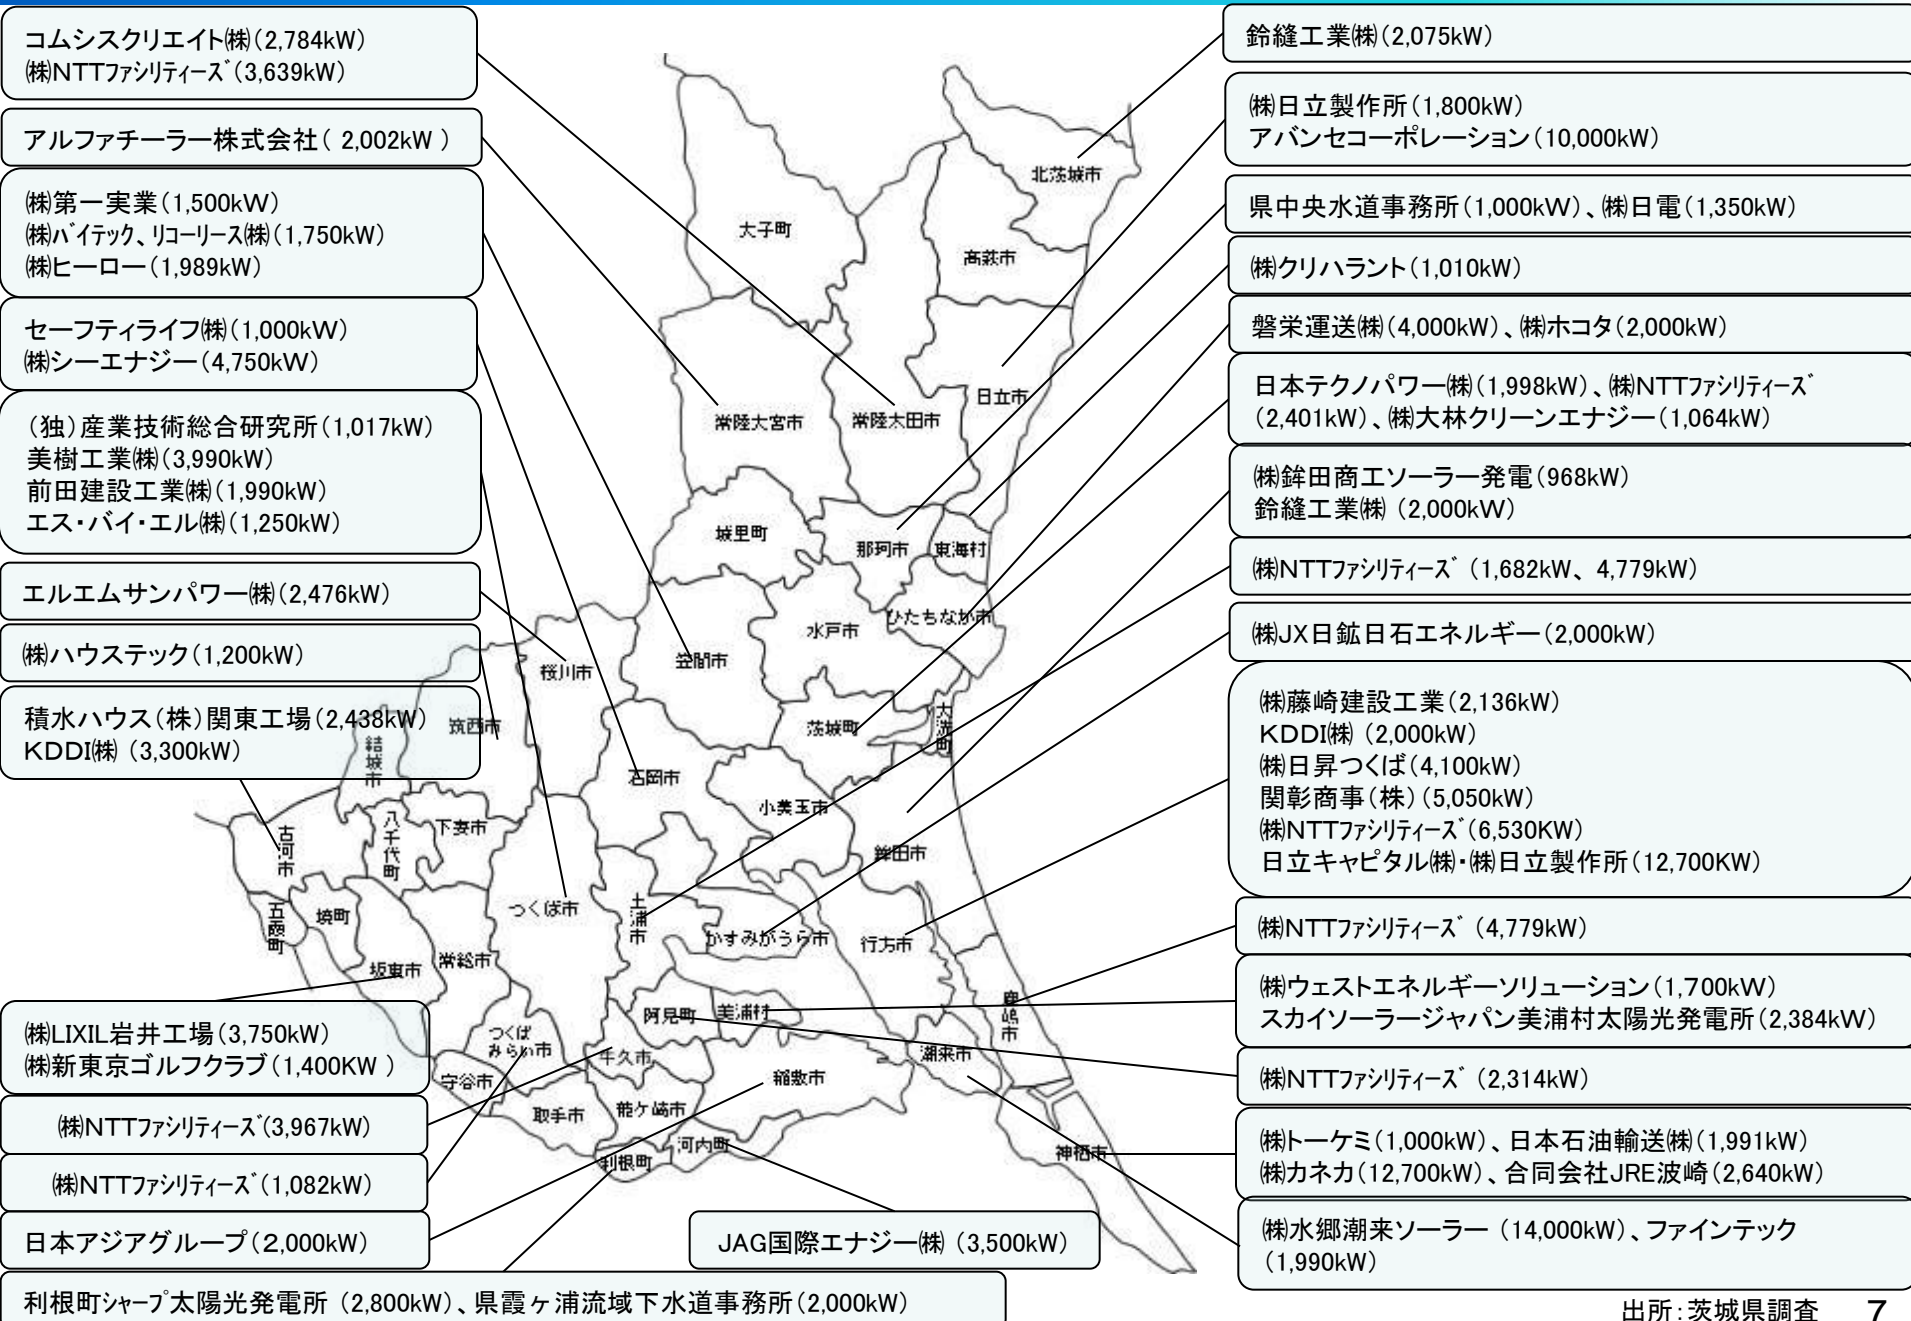 コムシスクリエイト㈱(2,784kW)
㈱NTTファシリティーズ(3,639kW)
アルファチーラー株式会社( 2,002kW )
㈱第一実業(1,500kW)
㈱バイテック、リコーリース㈱(1,750kW)
㈱ヒーロー(1,989kW)
セーフティライフ㈱(1,000kW)
㈱シーエナジー(4,750kW)
(独)産業技術総合研究所(1,017kW)
美樹工業㈱(3,990kW)
前田建設工業㈱(1,990kW)
エス・バイ・エル㈱(1,250kW)
エルエムサンパワー㈱(2,476kW)
㈱ハウステック(1,200kW)
積水ハウス(株)関東工場(2,438kW)
KDDI㈱ (3,300kW)
㈱LIXIL岩井工場(3,750kW)
㈱新東京ゴルフクラブ(1,400KW )
㈱NTTファシリティーズ(3,967kW)
㈱NTTファシリティーズ(1,082kW)
日本アジアグループ(2,000kW)
利根町シャープ太陽光発電所 (2,800kW)、県霞ヶ浦流域下水道事務所(2,000kW)
JAG国際エナジー㈱ (3,500kW)
北茨城市
大子町
高萩市
日立市
常陸大宮市
常陸太田市
城里町
那珂市
東海村
ひたちなか市
水戸市
笠間市
桜川市
筑西市
結城市
茨城町
大洗町
石岡市
小美玉市
鉾田市
下妻市
八千代町
古河市
五霞町
境町
坂東市
常総市
つくば市
土浦市
かすみがうら市
行方市
阿見町
美浦村
鹿嶋市
つくば
みらい市
牛久市
稲敷市
潮来市
守谷市
取手市
龍ケ崎市
河内町
利根町
神栖市
鈴縫工業㈱(2,075kW)
㈱日立製作所(1,800kW)
アバンセコーポレーション(10,000kW)
県中央水道事務所(1,000kW)、㈱日電(1,350kW)
㈱クリハラント(1,010kW)
磐栄運送㈱(4,000kW)、㈱ホコタ(2,000kW)
日本テクノパワー㈱(1,998kW)、㈱NTTファシリティーズ
(2,401kW)、㈱大林クリーンエナジー(1,064kW)
㈱鉾田商工ソーラー発電(968kW)
鈴縫工業㈱ (2,000kW)
㈱NTTファシリティーズ (1,682kW、 4,779kW)
㈱JX日鉱日石エネルギー(2,000kW)
㈱藤崎建設工業(2,136kW)
KDDI㈱ (2,000kW)
㈱日昇つくば(4,100kW)
関彰商事(株)(5,050kW)
㈱NTTファシリティーズ(6,530KW)
日立キャピタル㈱・㈱日立製作所(12,700KW)
㈱NTTファシリティーズ (4,779kW)
㈱ウェストエネルギーソリューション(1,700kW)
スカイソーラージャパン美浦村太陽光発電所(2,384kW)
㈱NTTファシリティーズ (2,314kW)
㈱トーケミ(1,000kW)、日本石油輸送㈱(1,991kW)
㈱カネカ(12,700kW)、合同会社JRE波崎(2,640kW)
㈱水郷潮来ソーラー (14,000kW)、ファインテック
(1,990kW)
出所:茨城県調査 7